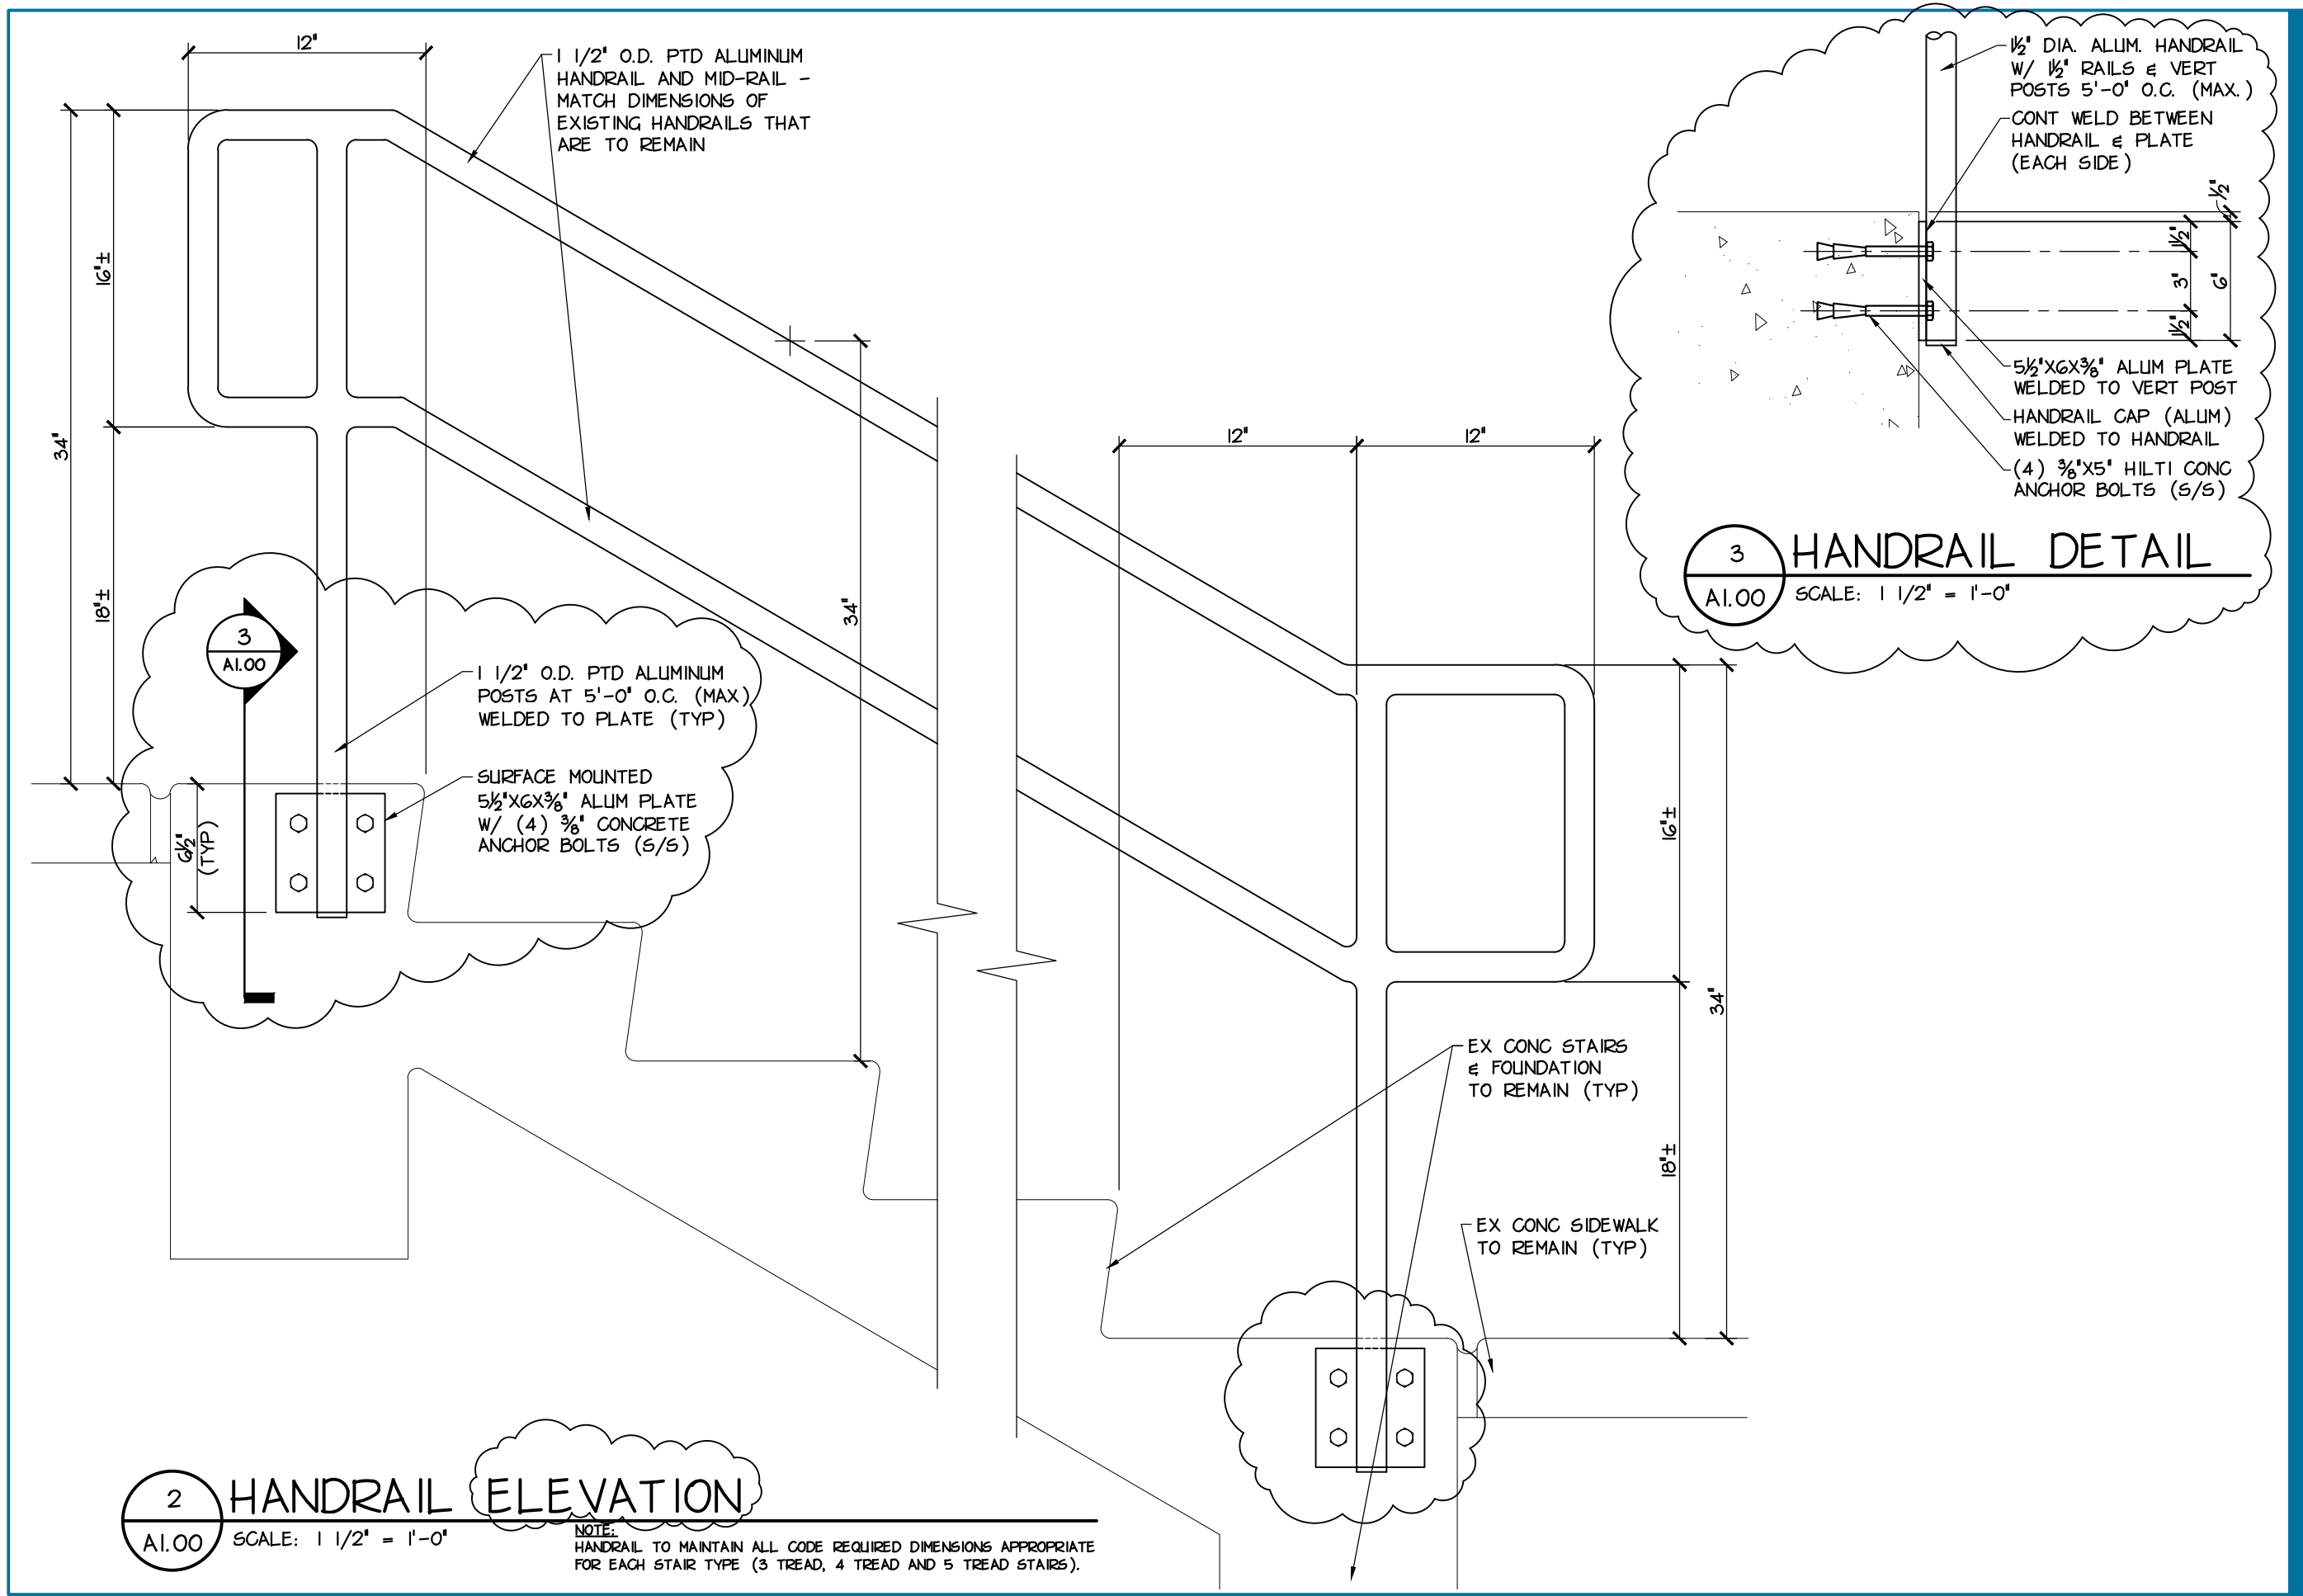 12"
1 1/2" O.D. PTD ALUMINUM
HANDRAIL AND MID-RAIL -
MATCH DIMENSIONS OF
EXISTING HANDRAILS THAT
ARE TO REMAIN
16"±
34"
18"±
34"
3
A1.00
1 1/2" O.D. PTD ALUMINUM
POSTS AT 5'-0" O.C. (MAX)
WELDED TO PLATE (TYP)
SURFACE MOUNTED
5½"X6X⅜" ALUM PLATE
W/ (4) ⅜" CONCRETE
ANCHOR BOLTS (S/S)
6½"
(TYP)
12"
12"
16"±
34"
18"±
EX CONC STAIRS
& FOUNDATION
TO REMAIN (TYP)
EX CONC SIDEWALK
TO REMAIN (TYP)
1½" DIA. ALUM. HANDRAIL
W/ 1½" RAILS & VERT
POSTS 5'-0" O.C. (MAX.)
CONT WELD BETWEEN
HANDRAIL & PLATE
(EACH SIDE)
½"
1½"
3"
6"
1½"
5½"X6X⅜" ALUM PLATE
WELDED TO VERT POST
HANDRAIL CAP (ALUM)
WELDED TO HANDRAIL
(4) ⅜"X5" HILTI CONC
ANCHOR BOLTS (S/S)
3
A1.00
HANDRAIL DETAIL
SCALE: 1 1/2" = 1'-0"
2
A1.00
HANDRAIL ELEVATION
SCALE: 1 1/2" = 1'-0"
NOTE:
HANDRAIL TO MAINTAIN ALL CODE REQUIRED DIMENSIONS APPROPRIATE
FOR EACH STAIR TYPE (3 TREAD, 4 TREAD AND 5 TREAD STAIRS).